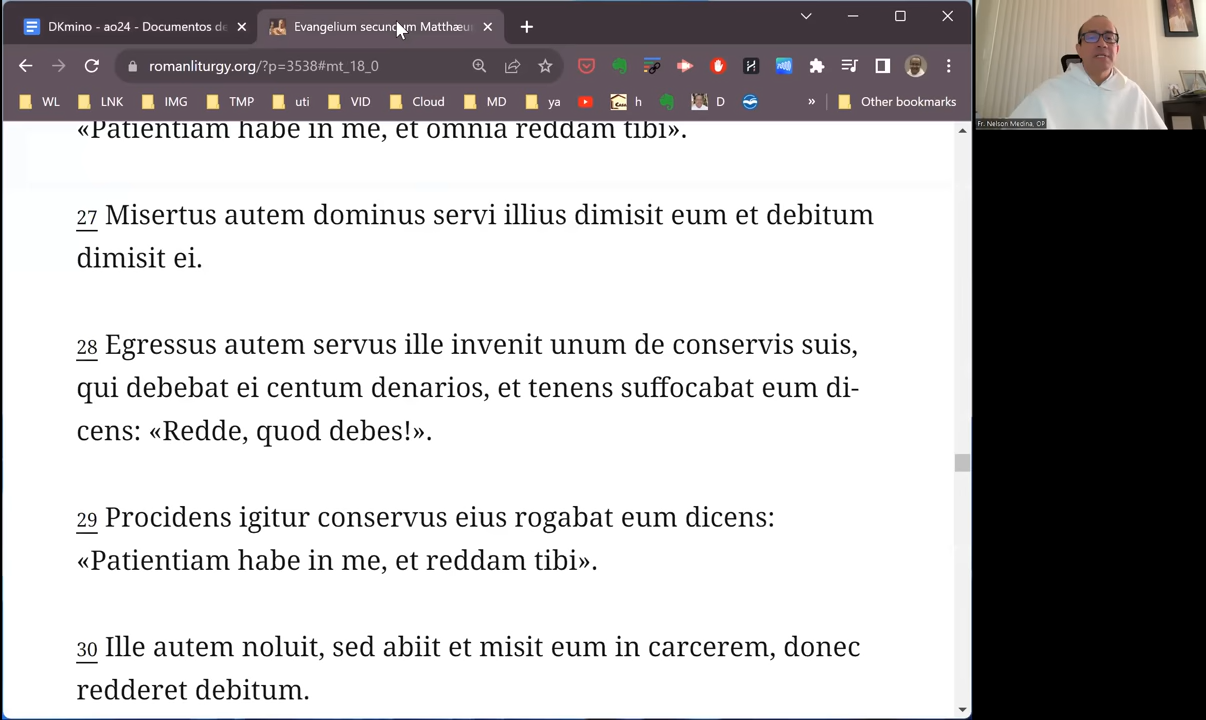 DKmino - ao24 - Documentos de
Evangelium secundum Matthæus
romanliturgy.org/?p=3538#mt_18_0
WL
LNK
IMG
TMP
uti
VID
Cloud
MD
ya
h
D
»
Other bookmarks
Fr. Nelson Medina, OP
«Patientiam habe in me, et omnia reddam tibi».
27 Misertus autem dominus servi illius dimisit eum et debitum
dimisit ei.
28 Egressus autem servus ille invenit unum de conservis suis,
qui debebat ei centum denarios, et tenens suffocabat eum di-
cens: «Redde, quod debes!».
29 Procidens igitur conservus eius rogabat eum dicens:
«Patientiam habe in me, et reddam tibi».
30 Ille autem noluit, sed abiit et misit eum in carcerem, donec
redderet debitum.